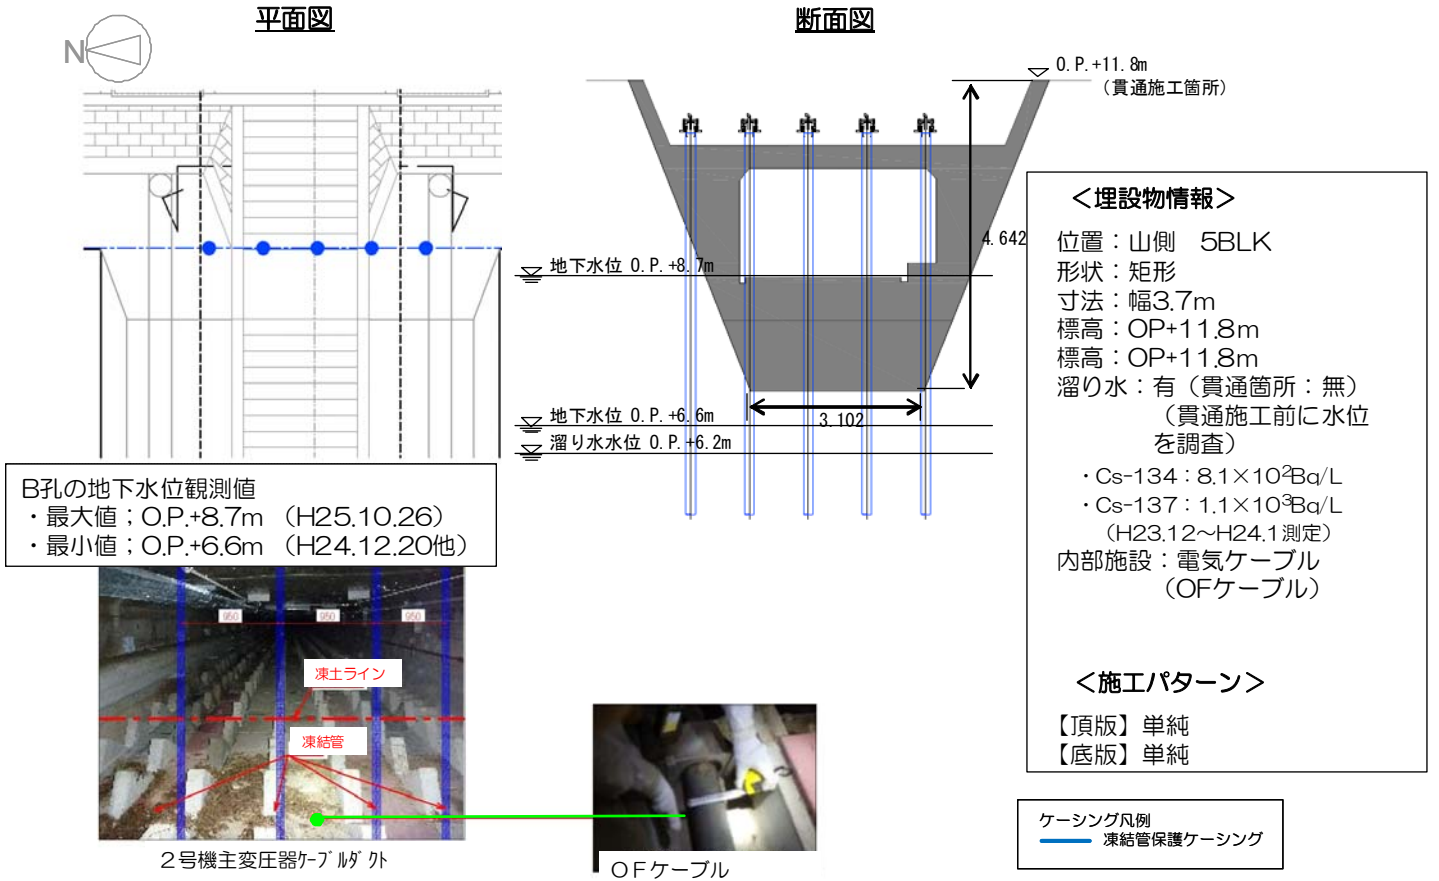 平面図
断面図
N
O.P.+11.8m
（貫通施工箇所）
4.642
地下水位 O.P.+8.7m
地下水位 O.P.+6.6m
3.102
溜り水水位 O.P.+6.2m
B孔の地下水位観測値
・最大値；O.P.+8.7m （H25.10.26）
・最小値；O.P.+6.6m （H24.12.20他）
950
950
950
凍土ライン
凍結管
２号機主変圧器ｹｰﾌﾞﾙﾀﾞｸﾄ
ＯＦケーブル
＜埋設物情報＞
位置：山側　5BLK
形状：矩形
寸法：幅3.7m
標高：OP+11.8m
標高：OP+11.8m
溜り水：有（貫通箇所：無）
（貫通施工前に水位
を調査）
・Cs-134：8.1×10²Bq/L
・Cs-137：1.1×10³Bq/L
（H23.12～H24.1測定）
内部施設：電気ケーブル
（OFケーブル）
＜施工パターン＞
【頂版】単純
【底版】単純
ケーシング凡例
凍結管保護ケーシング